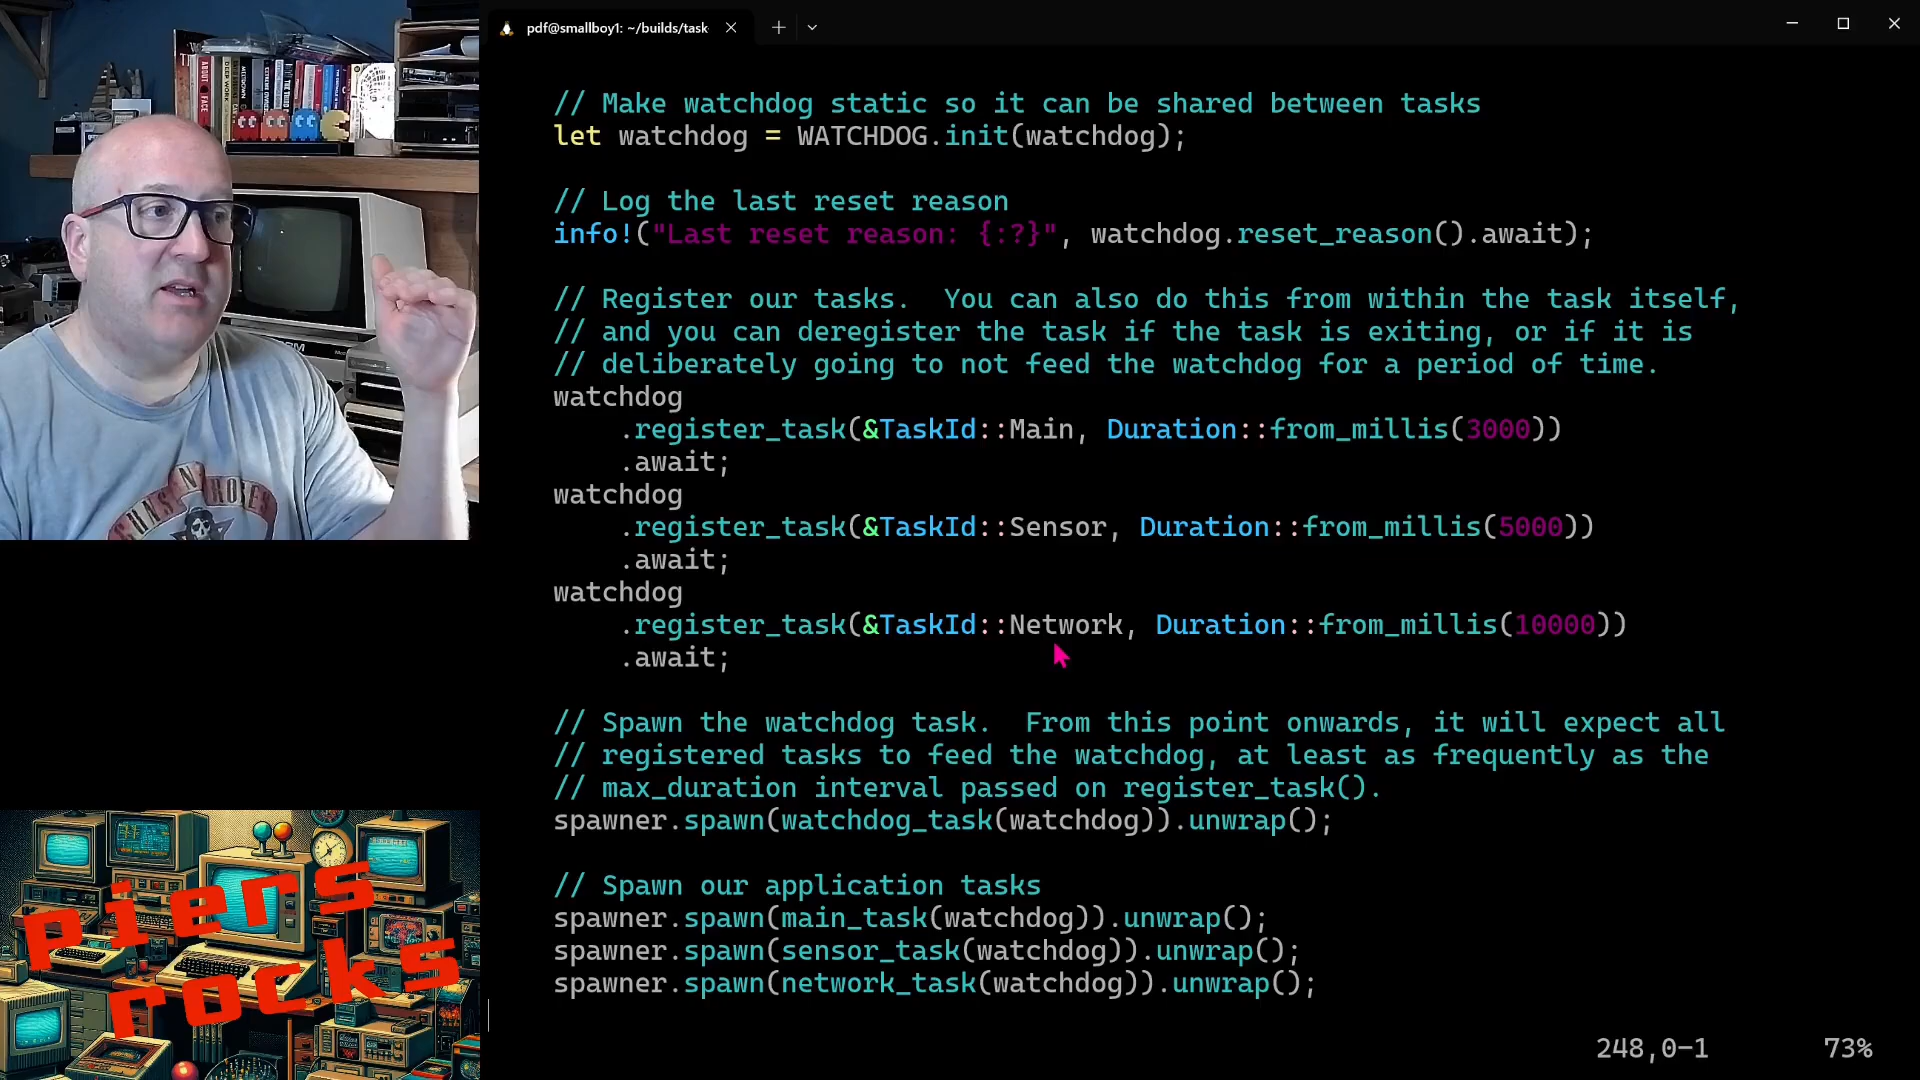 pdf@smallboy1: ~/builds/task
// Make watchdog static so it can be shared between tasks
let watchdog = WATCHDOG.init(watchdog);
// Log the last reset reason
info!("Last reset reason: {:?}", watchdog.reset_reason().await);
// Register our tasks.  You can also do this from within the task itself,
// and you can deregister the task if the task is exiting, or if it is
// deliberately going to not feed the watchdog for a period of time.
watchdog
.register_task(&TaskId::Main, Duration::from_millis(3000))
.await;
watchdog
.register_task(&TaskId::Sensor, Duration::from_millis(5000))
.await;
watchdog
.register_task(&TaskId::Network, Duration::from_millis(10000))
.await;
// Spawn the watchdog task.  From this point onwards, it will expect all
// registered tasks to feed the watchdog, at least as frequently as the
// max_duration interval passed on register_task().
spawner.spawn(watchdog_task(watchdog)).unwrap();
// Spawn our application tasks
spawner.spawn(main_task(watchdog)).unwrap();
spawner.spawn(sensor_task(watchdog)).unwrap();
spawner.spawn(network_task(watchdog)).unwrap();
248,0-1
73%
ABOUT FACE
DEEP WORK
GUNS N ROSES
piers
rocks